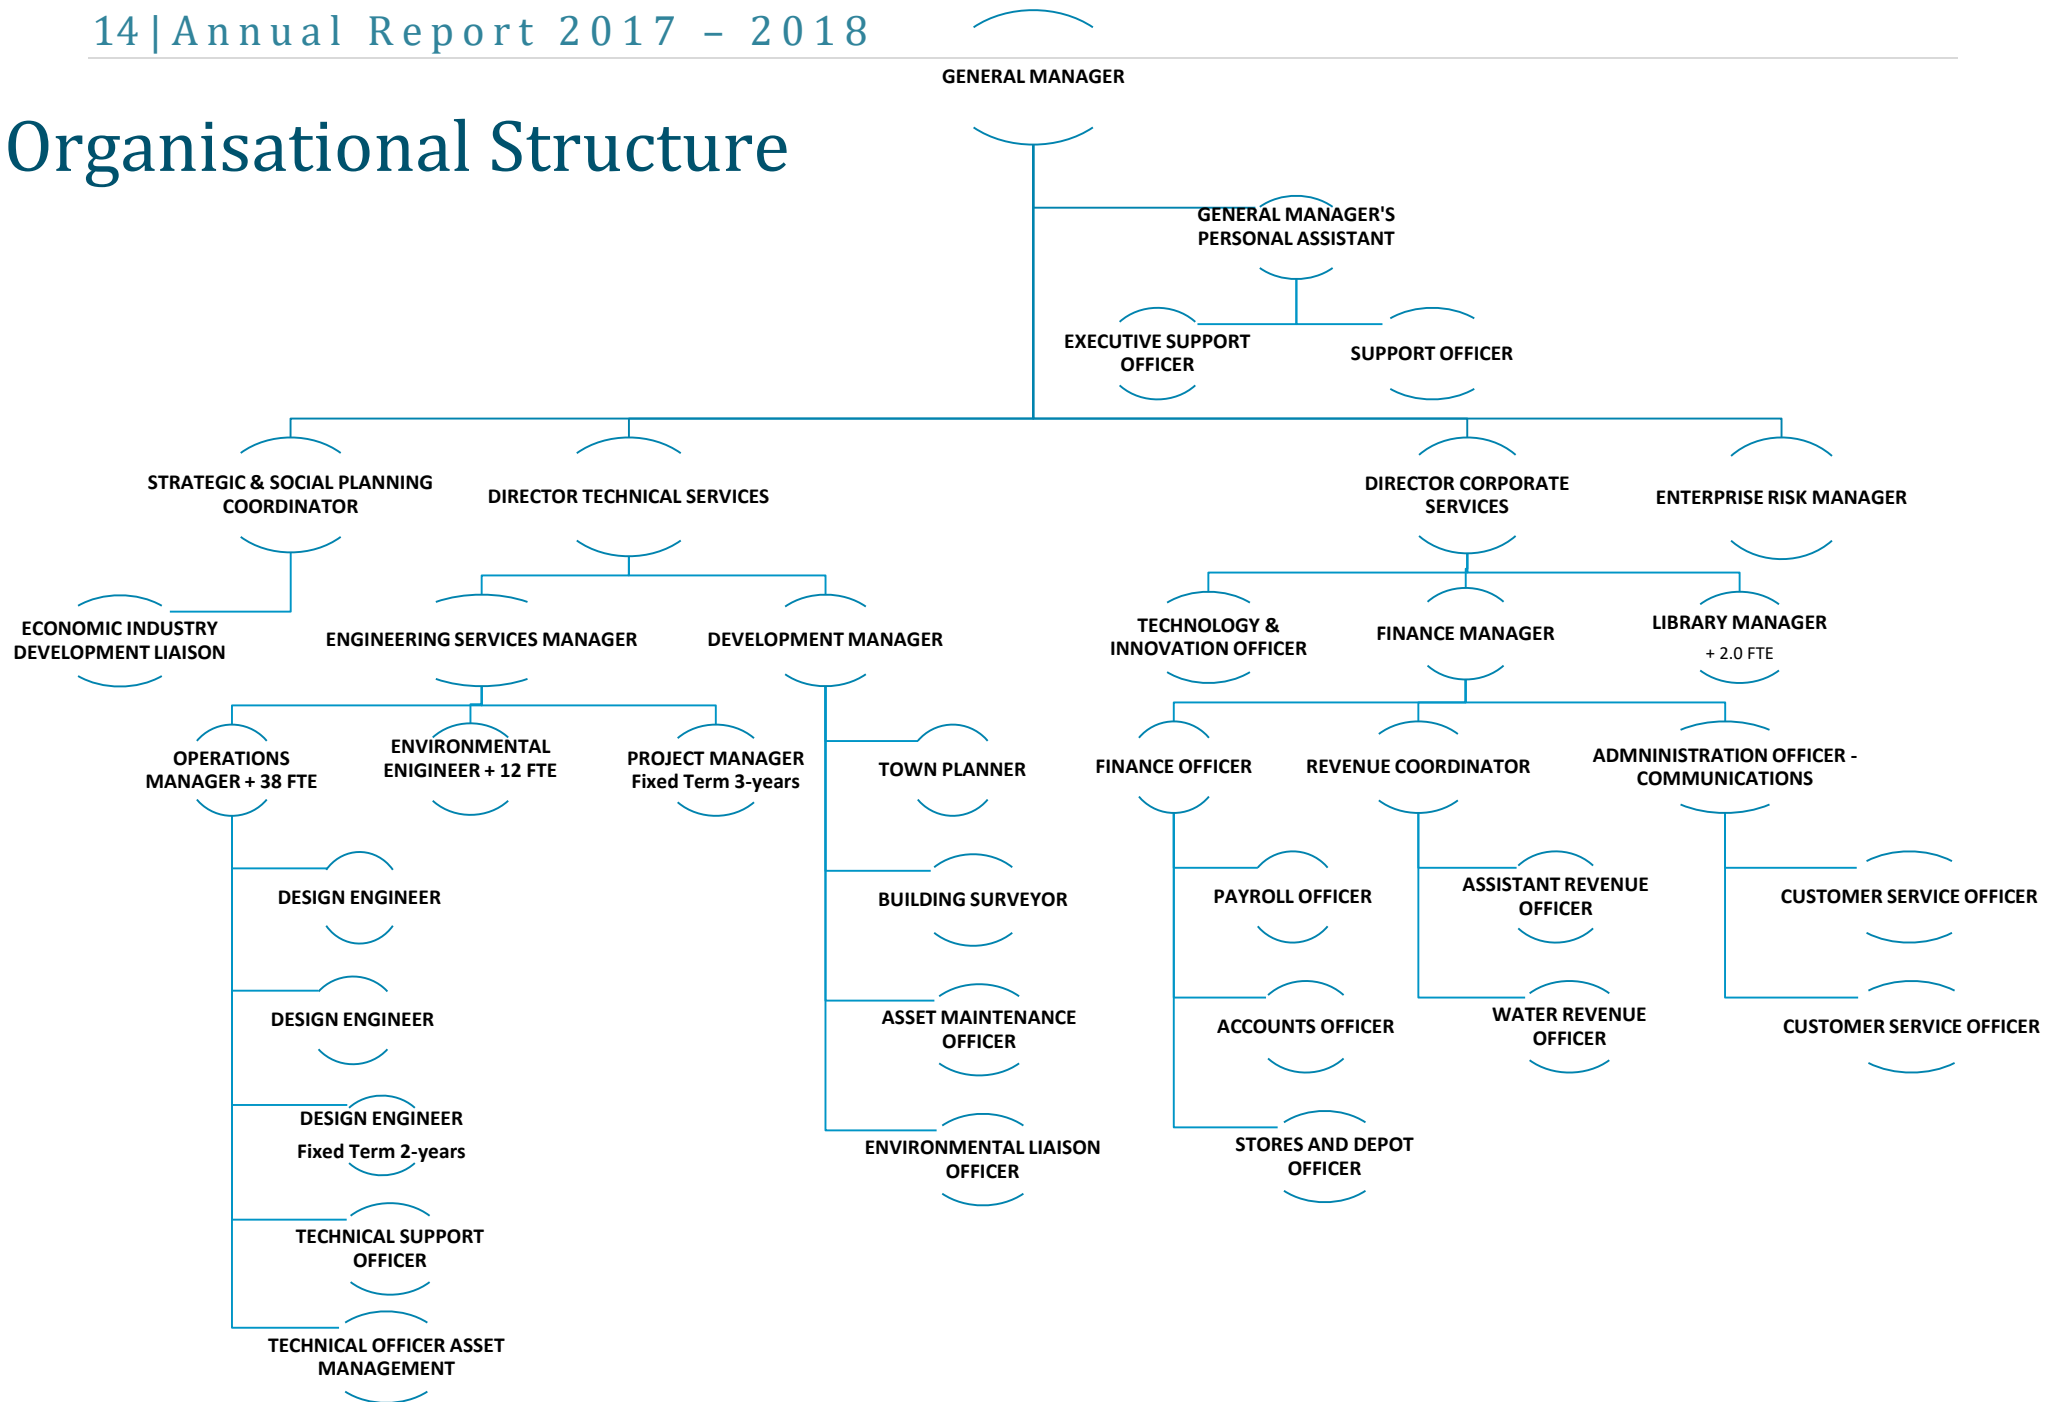 14|Annual Report 2017 – 2018
GENERAL MANAGER
Organisational Structure
GENERAL MANAGER'S
PERSONAL ASSISTANT
EXECUTIVE SUPPORT
OFFICER
SUPPORT OFFICER
STRATEGIC & SOCIAL PLANNING
COORDINATOR
DIRECTOR TECHNICAL SERVICES
DIRECTOR CORPORATE
SERVICES
ENTERPRISE RISK MANAGER
ECONOMIC INDUSTRY
DEVELOPMENT LIAISON
ENGINEERING SERVICES MANAGER
DEVELOPMENT MANAGER
TECHNOLOGY &
INNOVATION OFFICER
FINANCE MANAGER
LIBRARY MANAGER
+ 2.0 FTE
OPERATIONS
MANAGER + 38 FTE
ENVIRONMENTAL
ENIGINEER + 12 FTE
PROJECT MANAGER
Fixed Term 3-years
TOWN PLANNER
FINANCE OFFICER
REVENUE COORDINATOR
ADMNINISTRATION OFFICER -
COMMUNICATIONS
DESIGN ENGINEER
BUILDING SURVEYOR
PAYROLL OFFICER
ASSISTANT REVENUE
OFFICER
CUSTOMER SERVICE OFFICER
DESIGN ENGINEER
ASSET MAINTENANCE
OFFICER
ACCOUNTS OFFICER
WATER REVENUE
OFFICER
CUSTOMER SERVICE OFFICER
DESIGN ENGINEER
Fixed Term 2-years
ENVIRONMENTAL LIAISON
OFFICER
STORES AND DEPOT
OFFICER
TECHNICAL SUPPORT
OFFICER
TECHNICAL OFFICER ASSET
MANAGEMENT